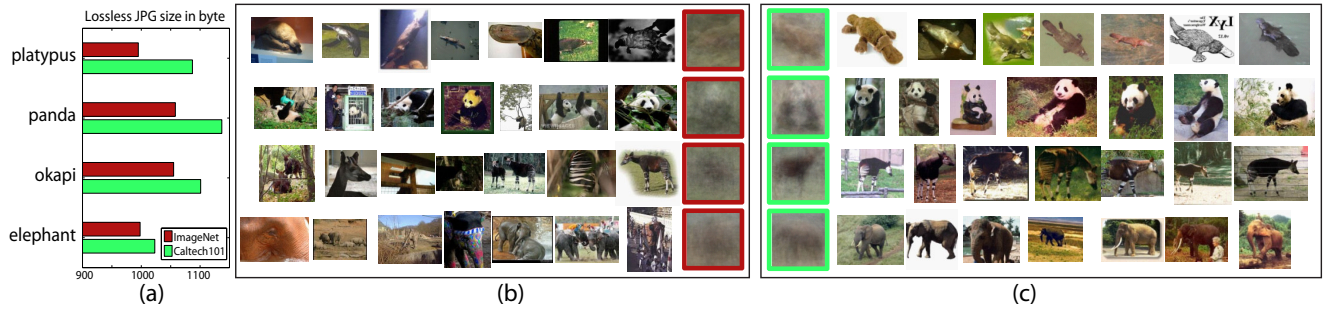 Lossless JPG size in byte
platypus
panda
okapi
elephant
ImageNet
Caltech101
900
1000
1100
(a)
(b)
(c)